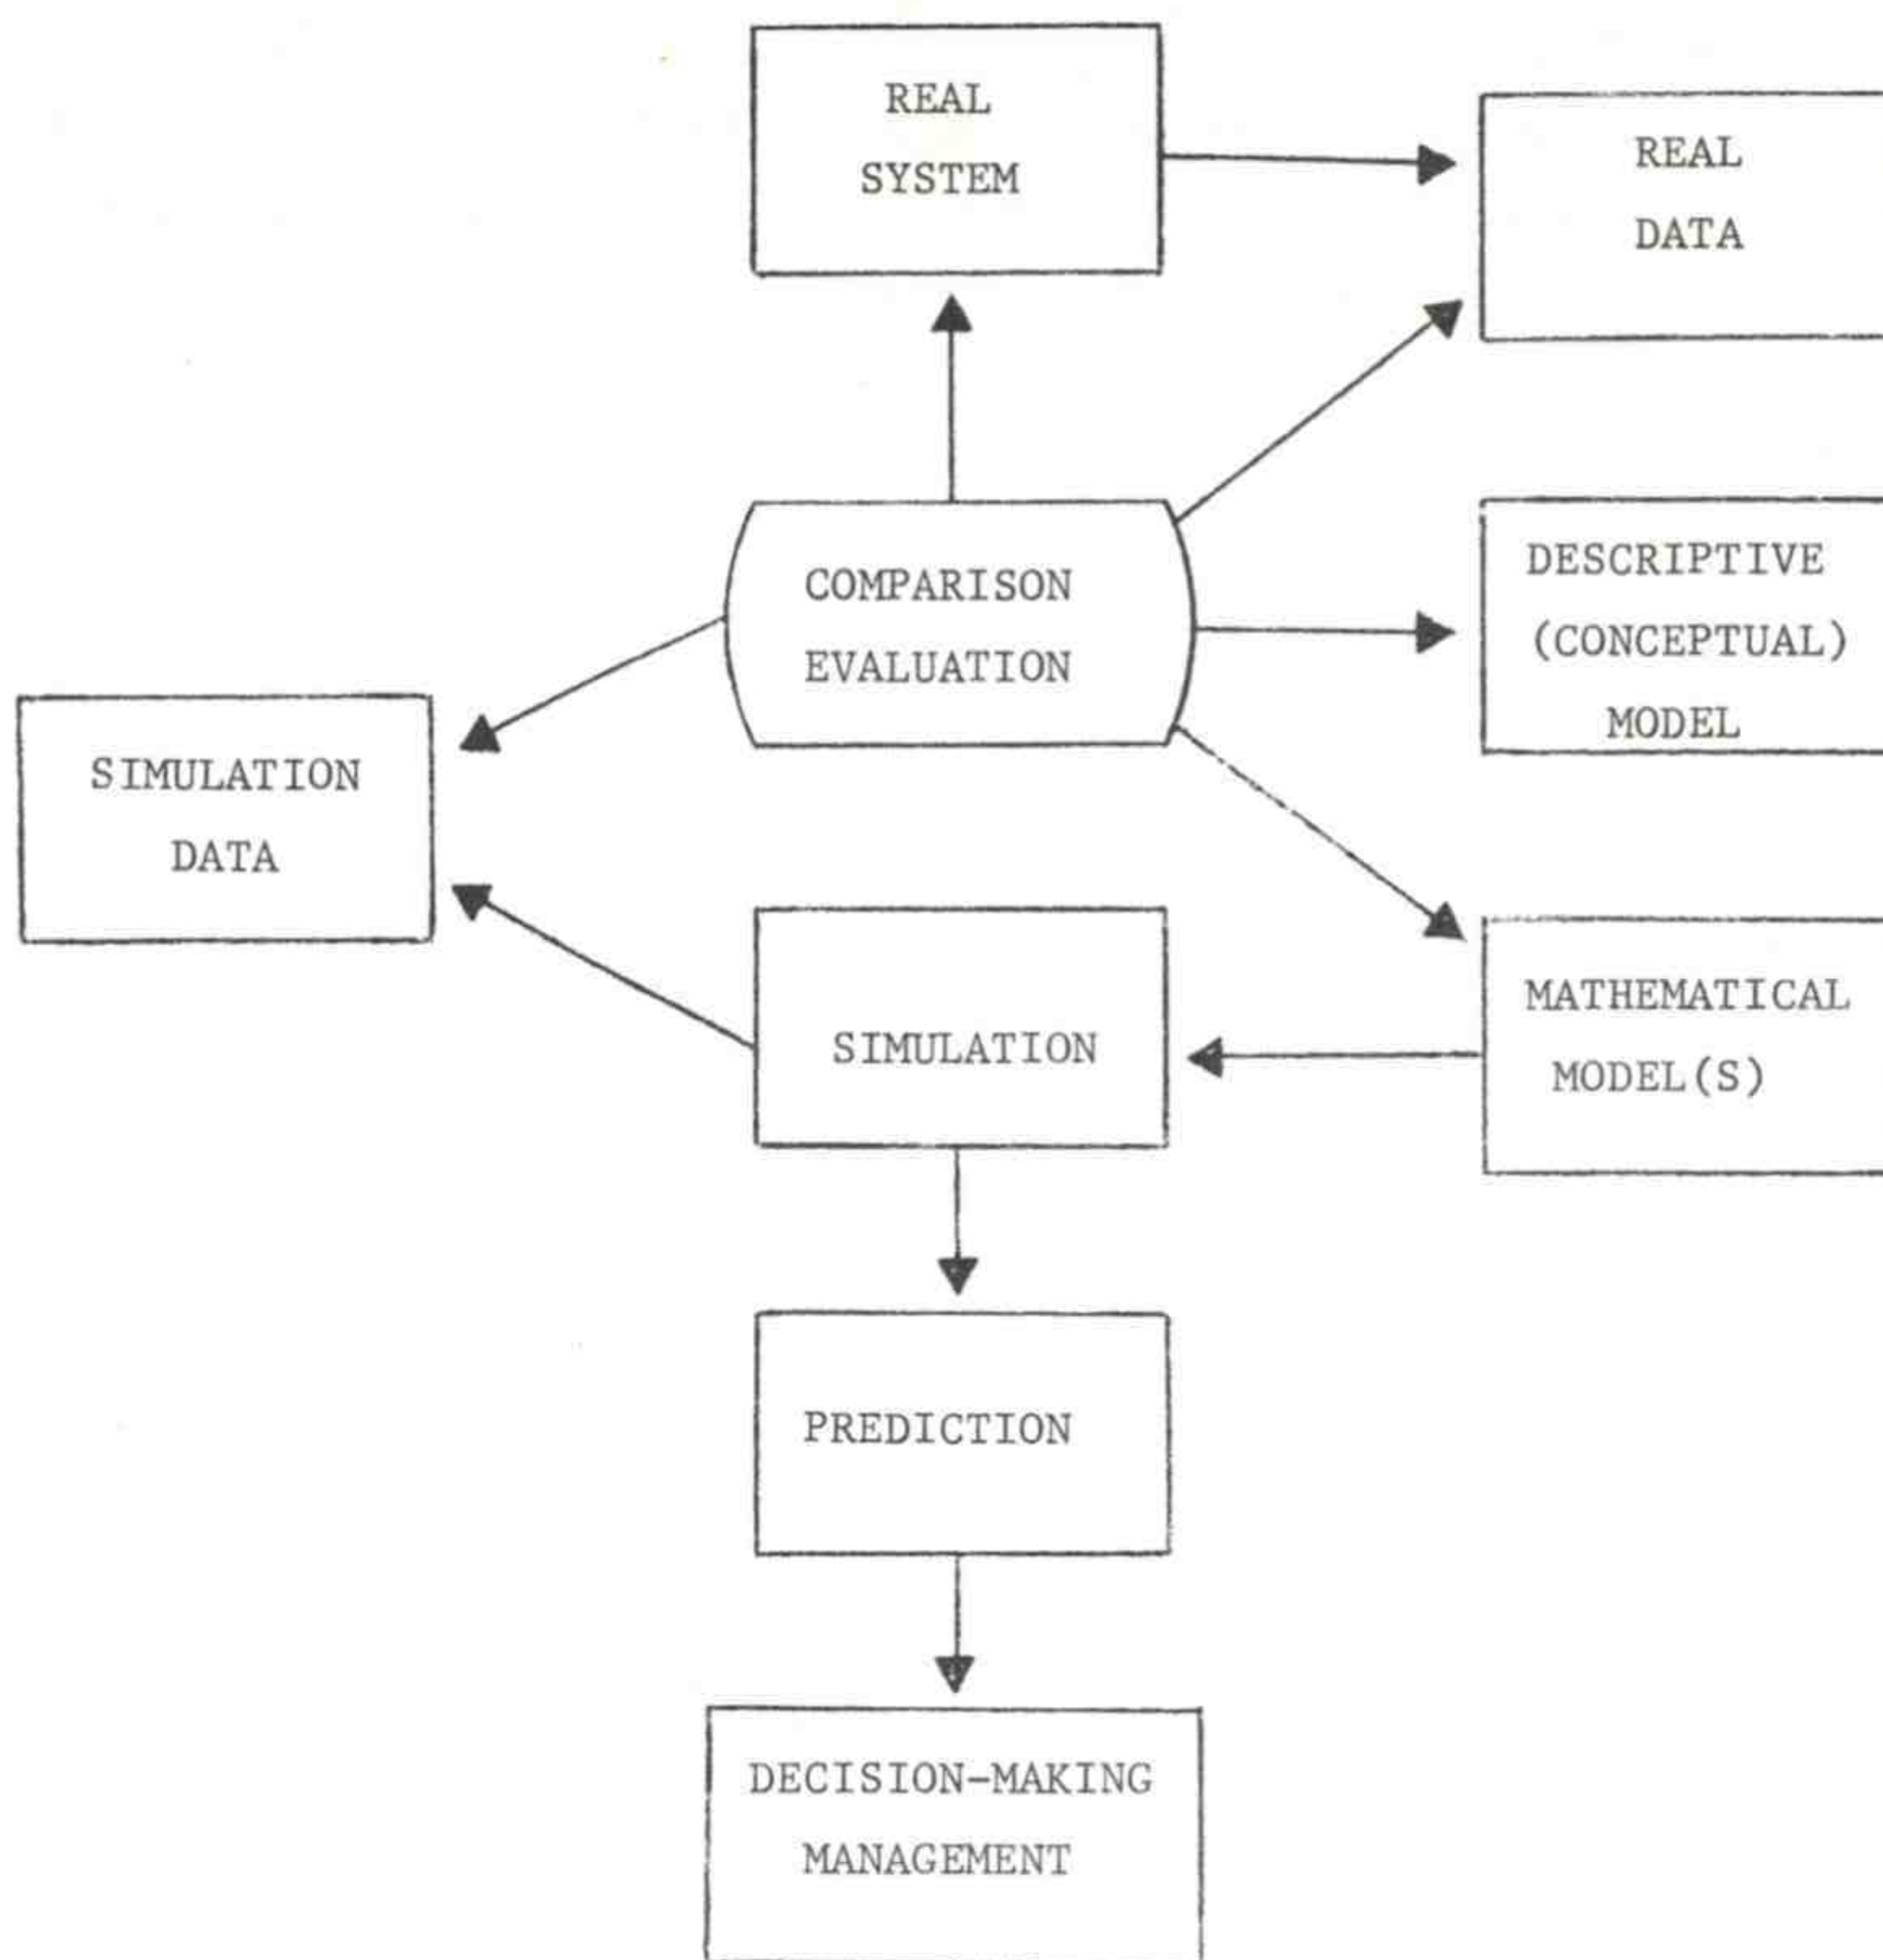 REAL
SYSTEM
REAL
DATA
COMPARISON
EVALUATION
DESCRIPTIVE
(CONCEPTUAL)
MODEL
SIMULATION
DATA
SIMULATION
MATHEMATICAL
MODEL(S)
PREDICTION
DECISION-MAKING
MANAGEMENT